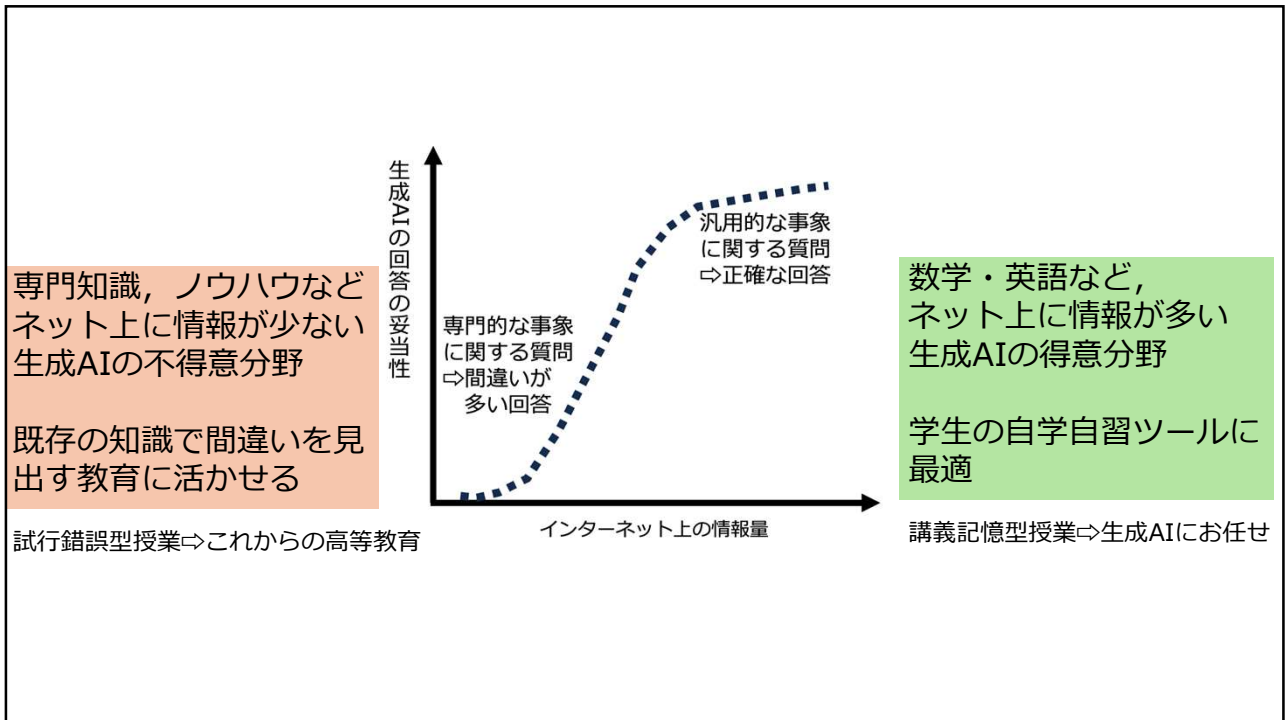 専門知識，ノウハウなど
ネット上に情報が少ない
生成AIの不得意分野
既存の知識で間違いを見
出す教育に活かせる
試行錯誤型授業⇨これからの高等教育
生成AIの回答の妥当性
専門的な事象
に関する質問
⇨間違いが
多い回答
汎用的な事象
に関する質問
⇨正確な回答
インターネット上の情報量
数学・英語など，
ネット上に情報が多い
生成AIの得意分野
学生の自学自習ツールに
最適
講義記憶型授業⇨生成AIにお任せ